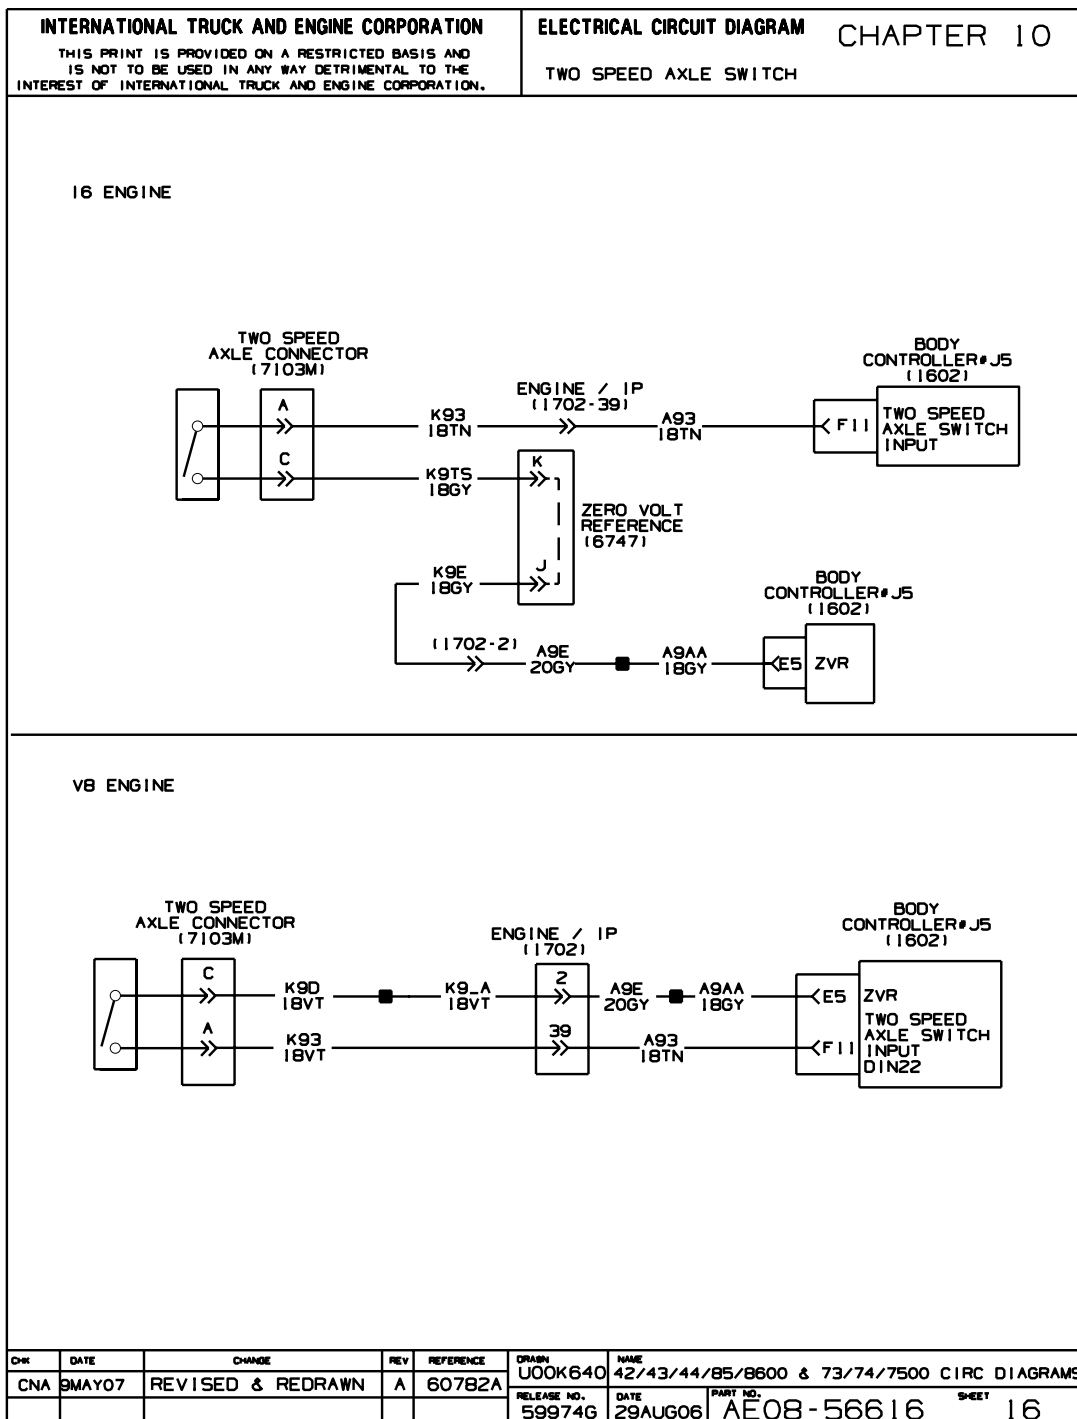 INTERNATIONAL TRUCK AND ENGINE CORPORATION
THIS PRINT IS PROVIDED ON A RESTRICTED BASIS AND
IS NOT TO BE USED IN ANY WAY DETRIMENTAL TO THE
INTEREST OF INTERNATIONAL TRUCK AND ENGINE CORPORATION.
ELECTRICAL CIRCUIT DIAGRAM
CHAPTER 10
TWO SPEED AXLE SWITCH
I6 ENGINE
TWO SPEED
AXLE CONNECTOR
(7103M)
A
C
K93
18TN
K9TS
18GY
ENGINE / IP
(1702-39)
A93
18TN
BODY
CONTROLLER#J5
(1602)
F11
TWO SPEED
AXLE SWITCH
INPUT
K
J
ZERO VOLT
REFERENCE
(6747)
K9E
18GY
(1702-2)
A9E
20GY
A9AA
18GY
BODY
CONTROLLER#J5
(1602)
E5
ZVR
V8 ENGINE
TWO SPEED
AXLE CONNECTOR
(7103M)
C
A
K9D
18VT
K9_A
18VT
K93
18VT
ENGINE / IP
(1702)
2
39
A9E
20GY
A9AA
18GY
A93
18TN
BODY
CONTROLLER#J5
(1602)
E5
F11
ZVR
TWO SPEED
AXLE SWITCH
INPUT
DIN22
CHK
DATE
CHANGE
REV
REFERENCE
CNA
9MAY07
REVISED & REDRAWN
A
60782A
DRAWN
U00K640
NAME
42/43/44/85/8600 & 73/74/7500 CIRC DIAGRAMS
RELEASE NO.
59974G
DATE
29AUG06
PART NO.
AE08-56616
SHEET
16